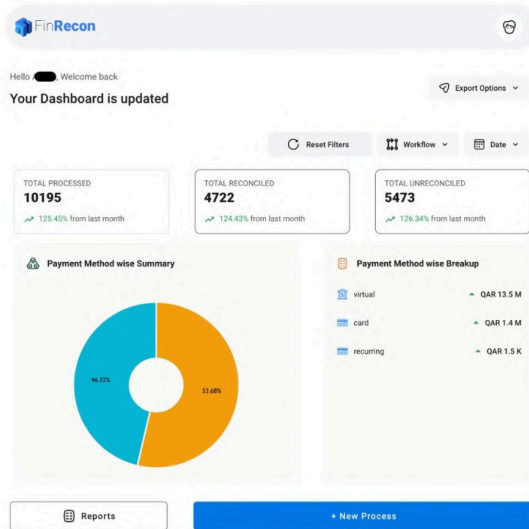 FinRecon
Hello , Welcome back
Your Dashboard is updated
Export Options
Reset Filters
Workflow
Date
TOTAL PROCESSED
10195
125.45% from last month
TOTAL RECONCILED
4722
124.43% from last month
TOTAL UNRECONCILED
5473
126.34% from last month
Payment Method wise Summary
46.32%
53.68%
Payment Method wise Breakup
virtual QAR 13.5 M
card QAR 1.4 M
recurring QAR 1.5 K
Reports
+ New Process